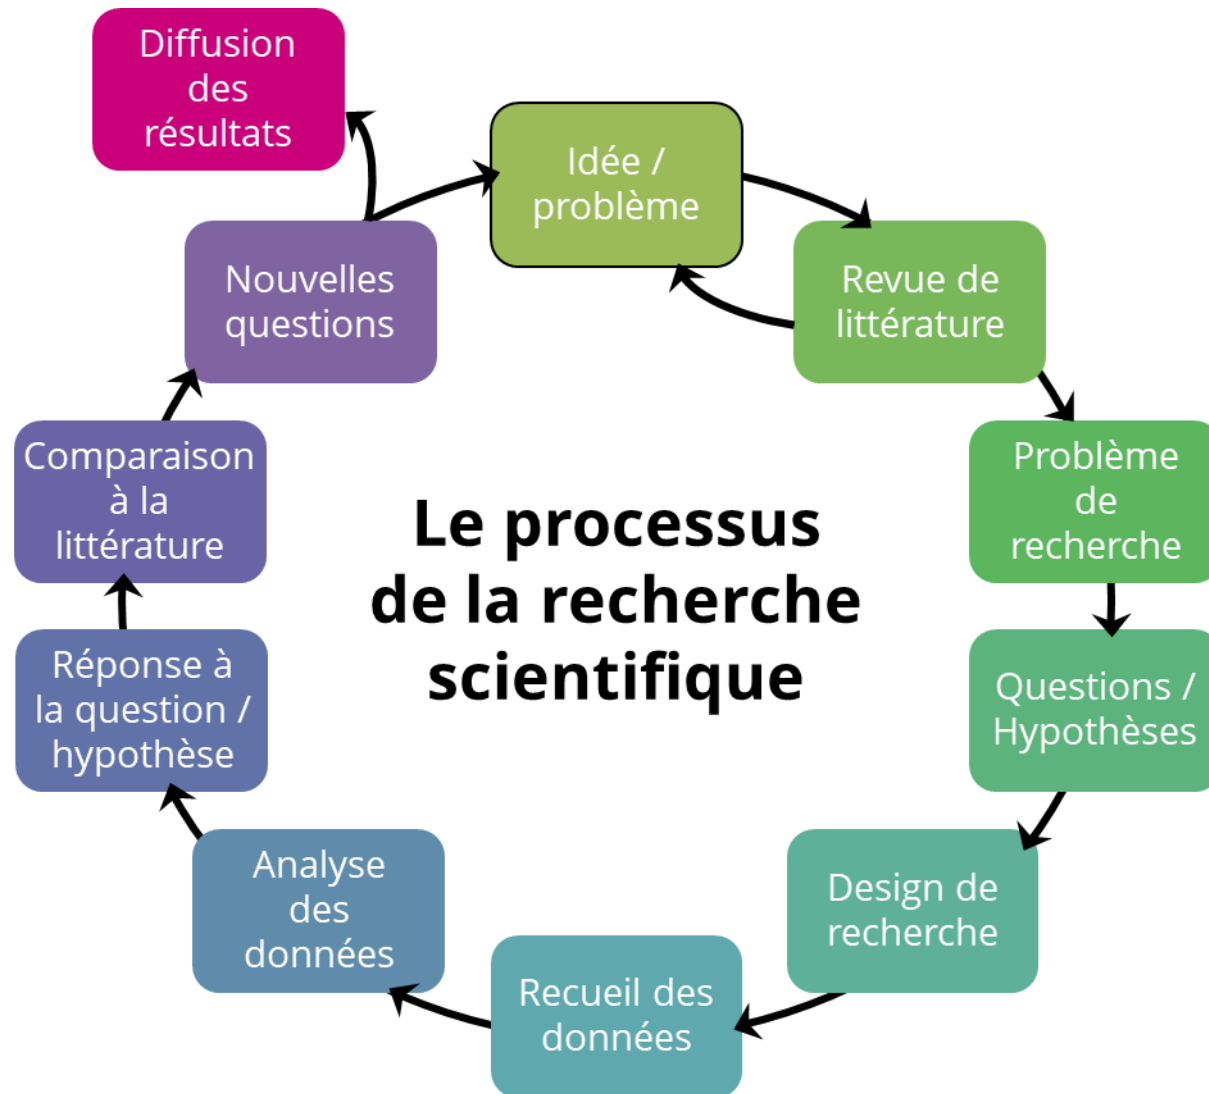 Diffusion
des
résultats
Idée /
problème
Revue de
littérature
Problème
de
recherche
Questions /
Hypothèses
Design de
recherche
Recueil des
données
Analyse
des
données
Réponse à
la question /
hypothèse
Comparaison
à la
littérature
Nouvelles
questions
Le processus
de la recherche
scientifique